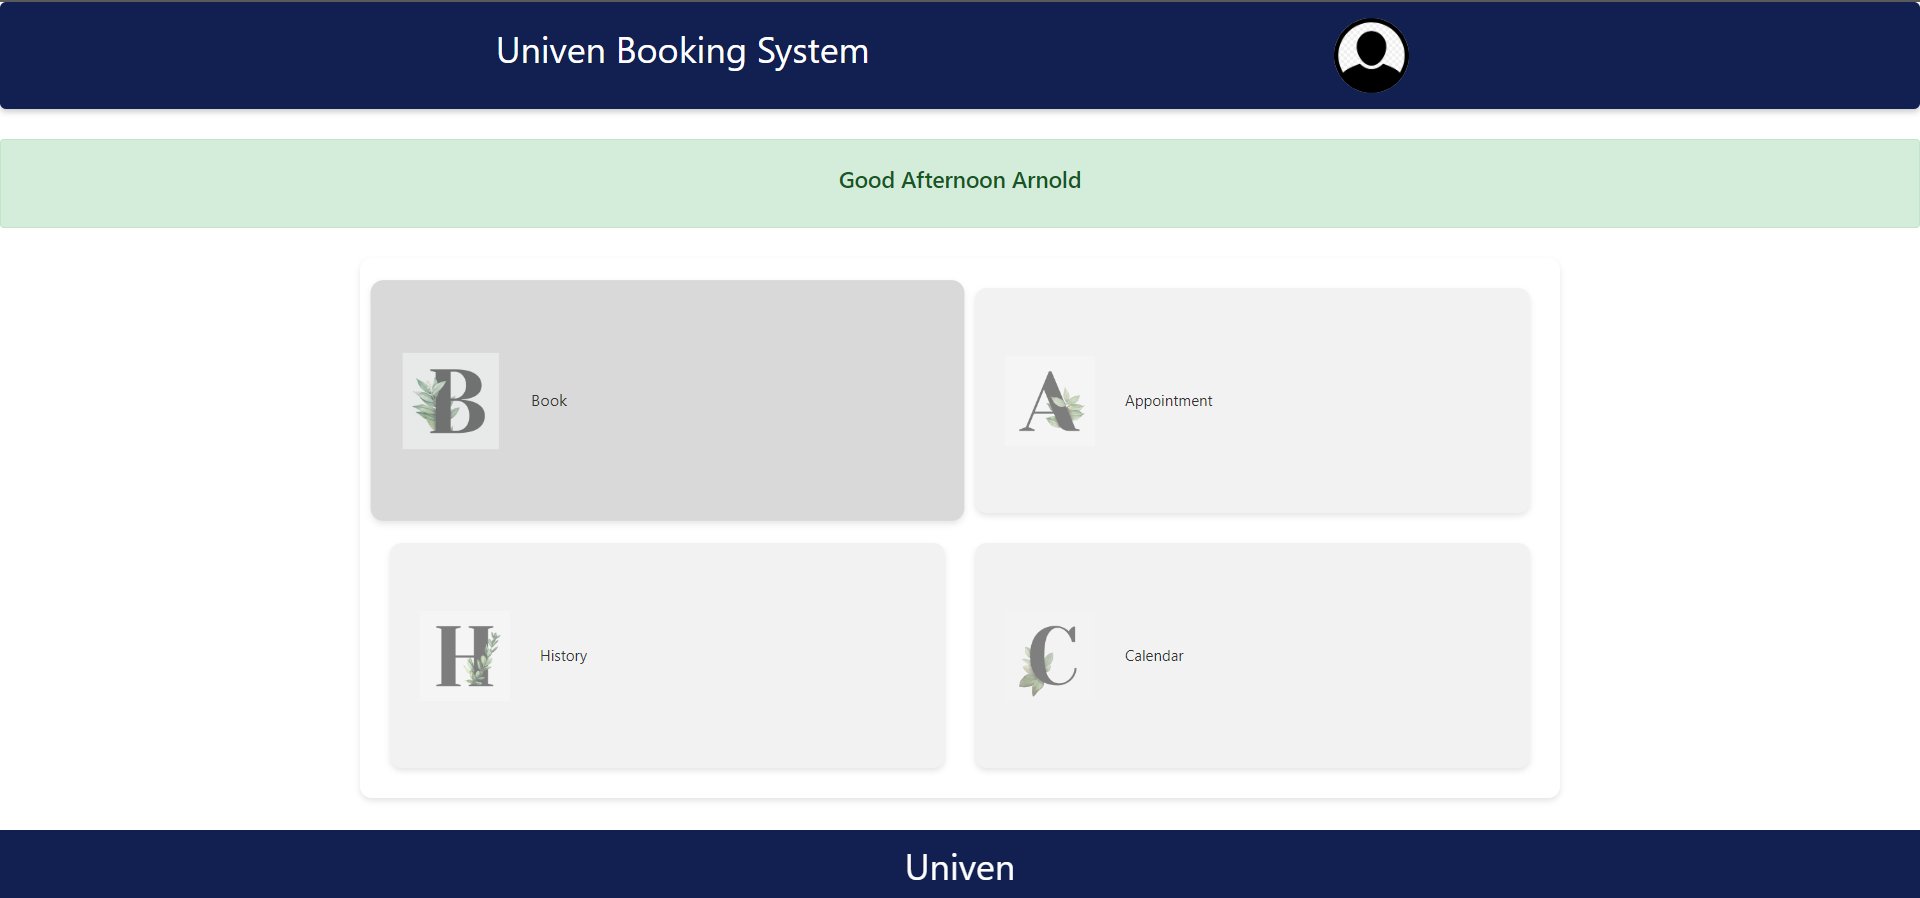 Univen Booking System
Good Afternoon Arnold
B Book
A Appointment
H History
C Calendar
Univen